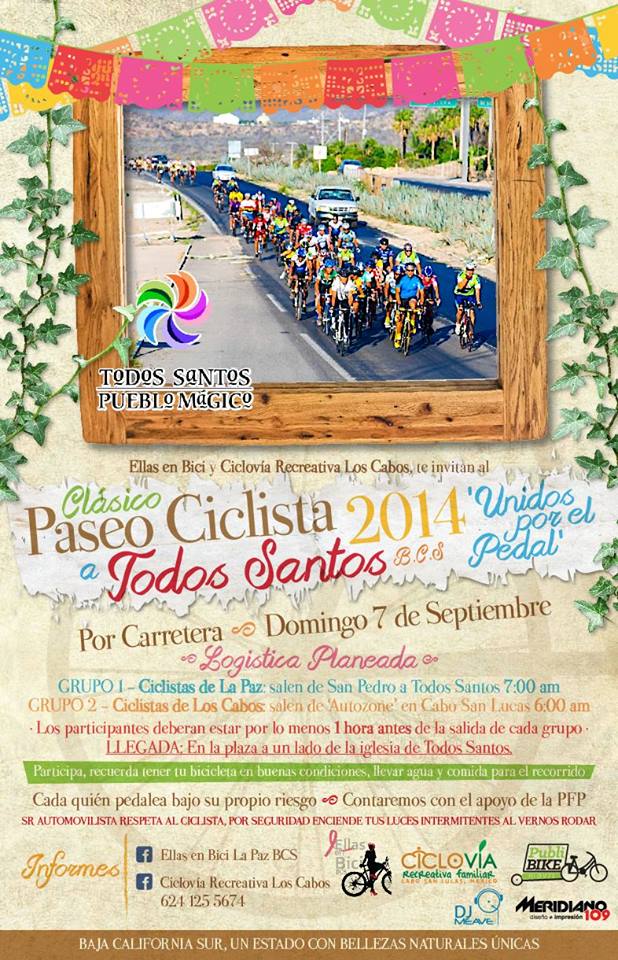 TODOS SANTOS
PUEBLO MÁGICO
Ellas en Bici y Ciclovía Recreativa Los Cabos, te invitan al
Clásico
Paseo Ciclista 2014
a Todos Santos B.C.S
'Unidos
por el
Pedal'
Por Carretera Domingo 7 de Septiembre
Logistica Planeada
GRUPO 1 - Ciclistas de La Paz: salen de San Pedro a Todos Santos 7:00 am
GRUPO 2 - Ciclistas de Los Cabos: salen de 'Autozone' en Cabo San Lucas 6:00 am
· Los participantes deberan estar por lo menos 1 hora antes de la salida de cada grupo ·
LLEGADA: En la plaza a un lado de la iglesia de Todos Santos.
Participa, recuerda tener tu bicicleta en buenas condiciones, llevar agua y comida para el recorrido
Cada quién pedalea bajo su propio riesgo Contaremos con el apoyo de la PFP
SR AUTOMOVILISTA RESPETA AL CICLISTA, POR SEGURIDAD ENCIENDE TUS LUCES INTERMITENTES AL VERNOS RODAR
Informes
Ellas en Bici La Paz BCS
Ciclovía Recreativa Los Cabos
624 125 5674
Ellas
en
Bici
CICLOVÍA
recreativa familiar
CABO SAN LUCAS, MÉXICO
Publi
BIKE
DJ
MEAVE
MERIDIANO
diseño e impresión 109
BAJA CALIFORNIA SUR, UN ESTADO CON BELLEZAS NATURALES ÚNICAS